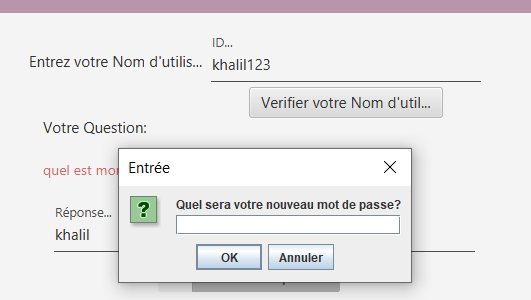 ID...
Entrez votre Nom d'utilis...
khalil123
Verifier votre Nom d'util...
Votre Question:
quel est
Entrée
Quel sera votre nouveau mot de passe?
Réponse...
khalil
OK
Annuler